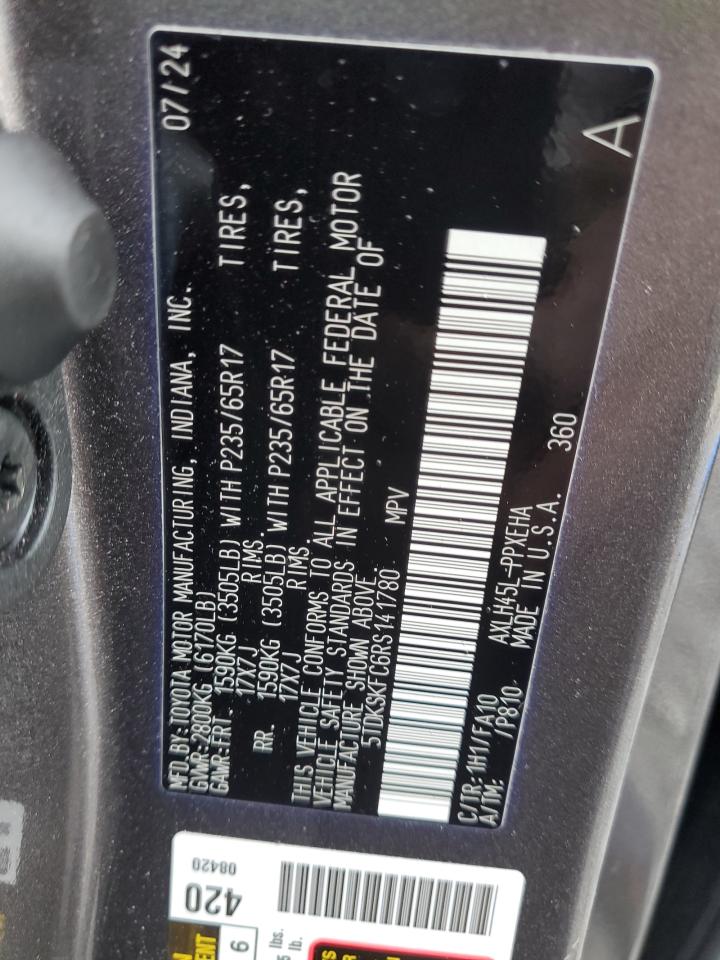 MFD.BY: TOYOTA MOTOR MANUFACTURING, INDIANA, INC. 07/24
GVWR:2800KG (6170LB)
GAWR:FRT. 1590KG (3505LB) WITH P235/65R17 TIRES,
17X7J RIMS.
RR. 1590KG (3505LB) WITH P235/65R17 TIRES,
17X7J RIMS.
THIS VEHICLE CONFORMS TO ALL APPLICABLE FEDERAL MOTOR
VEHICLE SAFETY STANDARDS IN EFFECT ON THE DATE OF
MANUFACTURE SHOWN ABOVE.
5TDKSKFC6RS141780 MPV
C/TR:1H1/FA10 AXLH45L-PPXEHA 360
A/TM: /P810 MADE IN U.S.A.
A
420
08420
6
lbs.
lb.